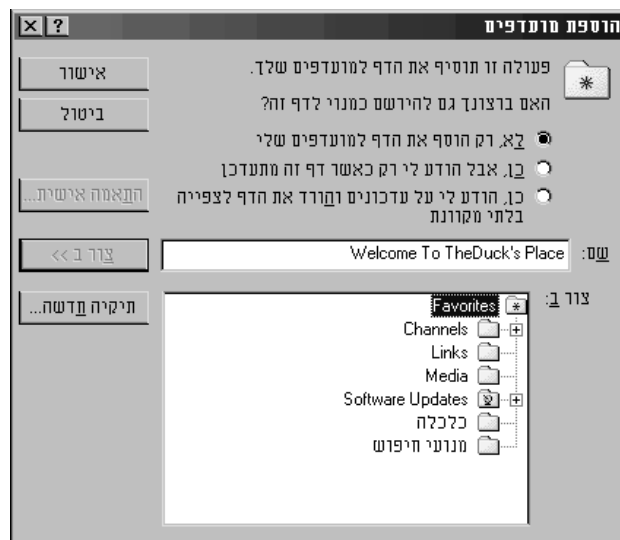 הוספת מועדפים
פעולה זו תוסיף את הדף למועדפים שלך.
האם ברצונך גם להירשם כמנוי לדף זה?
לא, רק הוסף את הדף למועדפים שלי
כן, אבל הודע לי רק כאשר דף זה מתעדכן
כן, הודע לי על עדכונים והורד את הדף לצפייה
בלתי מקוונת
אישור
ביטול
התאמה אישית...
שם:
Welcome To TheDuck's Place
צור ב >>
צור ב:
תיקיה חדשה...
Favorites
Channels
Links
Media
Software Updates
כלכלה
מנועי חיפוש